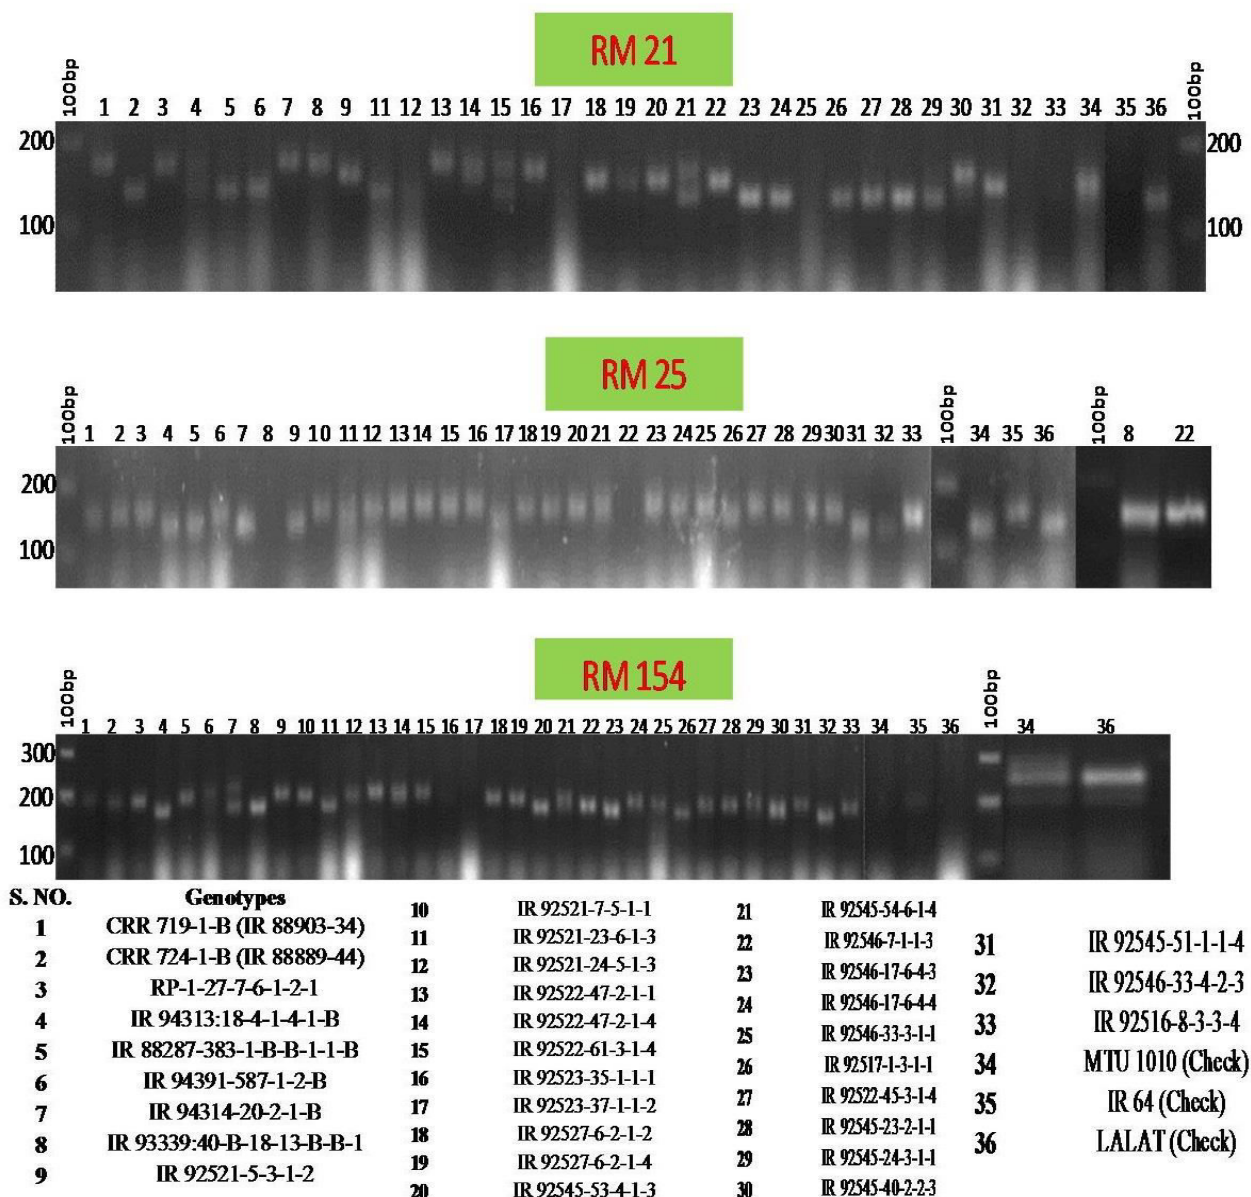 RM 21
100bp 1 2 3 4 5 6 7 8 9 11 12 13 14 15 16 17 18 19 20 21 22 23 24 25 26 27 28 29 30 31 32 33 34 35 36 100bp
200 200
100 100
RM 25
100bp 1 2 3 4 5 6 7 8 9 10 11 12 13 14 15 16 17 18 19 20 21 22 23 24 25 26 27 28 29 30 31 32 33 100bp 34 35 36 100bp 8 22
200
100
RM 154
100bp 1 2 3 4 5 6 7 8 9 10 11 12 13 14 15 16 17 18 19 20 21 22 23 24 25 26 27 28 29 30 31 32 33 34 35 36 100bp 34 36
300
200
100
S. NO. Genotypes
1 CRR 719-1-B (IR 88903-34)
2 CRR 724-1-B (IR 88889-44)
3 RP-1-27-7-6-1-2-1
4 IR 94313:18-4-1-4-1-B
5 IR 88287-383-1-B-B-1-1-B
6 IR 94391-587-1-2-B
7 IR 94314-20-2-1-B
8 IR 93339:40-B-18-13-B-B-1
9 IR 92521-5-3-1-2
10 IR 92521-7-5-1-1
11 IR 92521-23-6-1-3
12 IR 92521-24-5-1-3
13 IR 92522-47-2-1-1
14 IR 92522-47-2-1-4
15 IR 92522-61-3-1-4
16 IR 92523-35-1-1-1
17 IR 92523-37-1-1-2
18 IR 92527-6-2-1-2
19 IR 92527-6-2-1-4
20 IR 92545-53-4-1-3
21 IR 92545-54-6-1-4
22 IR 92546-7-1-1-3
23 IR 92546-17-6-4-3
24 IR 92546-17-6-4-4
25 IR 92546-33-3-1-1
26 IR 92517-1-3-1-1
27 IR 92522-45-3-1-4
28 IR 92545-23-2-1-1
29 IR 92545-24-3-1-1
30 IR 92545-40-2-2-3
31 IR 92545-51-1-1-4
32 IR 92546-33-4-2-3
33 IR 92516-8-3-3-4
34 MTU 1010 (Check)
35 IR 64 (Check)
36 LALAT (Check)